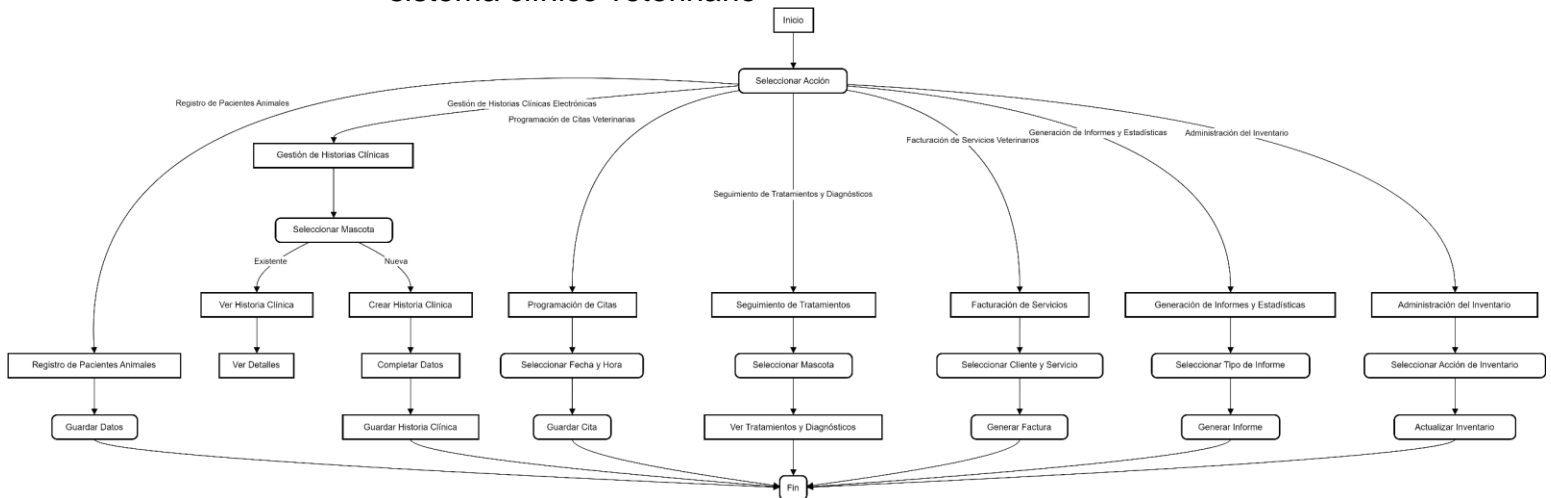 sistema clínico veterinario
Inicio
Seleccionar Acción
Registro de Pacientes Animales
Gestión de Historias Clínicas Electrónicas
Programación de Citas Veterinarias
Facturación de Servicios Veterinarios
Generación de Informes y Estadísticas
Administración del Inventario
Gestión de Historias Clínicas
Seguimiento de Tratamientos y Diagnósticos
Seleccionar Mascota
Existente
Nueva
Ver Historia Clínica
Crear Historia Clínica
Programación de Citas
Seguimiento de Tratamientos
Facturación de Servicios
Generación de Informes y Estadísticas
Administración del Inventario
Registro de Pacientes Animales
Ver Detalles
Completar Datos
Seleccionar Fecha y Hora
Seleccionar Mascota
Seleccionar Cliente y Servicio
Seleccionar Tipo de Informe
Seleccionar Acción de Inventario
Guardar Datos
Guardar Historia Clínica
Guardar Cita
Ver Tratamientos y Diagnósticos
Generar Factura
Generar Informe
Actualizar Inventario
Fin